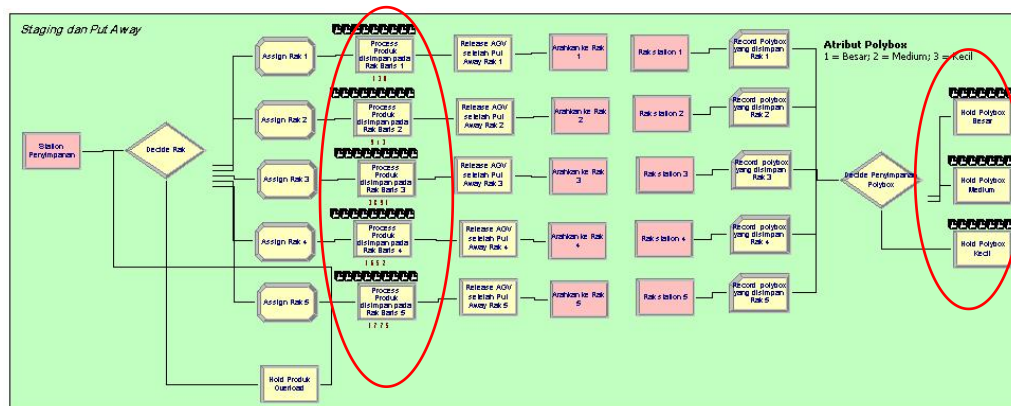 Staging dan Put Away
Station
Penyimpanan
Decide Rak
Assign Rak 1
Process
Produk
disimpan pada
Rak Baris 1
Release AGV
setelah Put
Away Rak 1
Arahkan ke Rak
1
Rak station 1
Record Polybox
yang disimpan
Rak 1
Assign Rak 2
Process
Produk
disimpan pada
Rak Baris 2
913
Release AGV
setelah Put
Away Rak 2
Arahkan ke Rak
2
Rak station 2
Record polybox
yang disimpan
Rak 2
Assign Rak 3
Process
Produk
disimpan pada
Rak Baris 3
Release AGV
setelah Put
Away Rak 3
Arahkan ke Rak
3
Rak station 3
Record polybox
yang disimpan
Rak 3
Assign Rak 4
Process
Produk
disimpan pada
Rak Baris 4
1652
Release AGV
setelah Put
Away Rak 4
Arahkan ke Rak
4
Rak station 4
Record polybox
yang disimpan
Rak 4
Assign Rak 5
Process
Produk
disimpan pada
Rak Baris 5
Release AGV
setelah Put
Away Rak 5
Arahkan ke Rak
5
Rak station 5
Record polybox
yang disimpan
Rak 5
Hold Produk
Overload
Atribut Polybox
1 = Besar; 2 = Medium; 3 = Kecil
Decide Penyimpanan
Polybox
Hold Polybox
Besar
Hold Polybox
Medium
Hold Polybox
Kecil